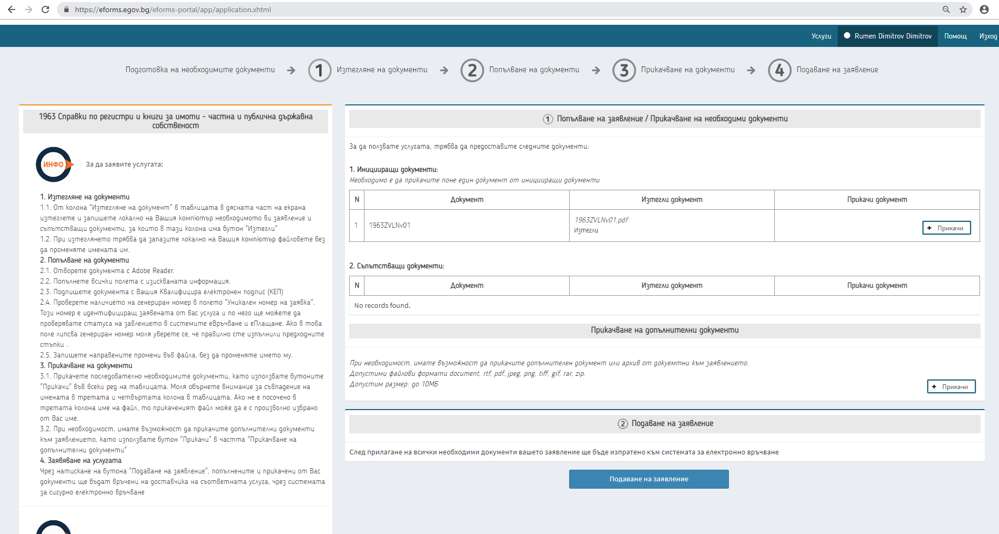 https://eforms.egov.bg/eforms-portal/app/application.xhtml
Услуги
Rumen Dimitrov Dimitrov
Помощ
Изход
Подготовка на необходимите документи
1 Изтегляне на документи
2 Попълване на документи
3 Прикачване на документи
4 Подаване на заявление
1963 Справки по регистри и книги за имоти - частна и публична държавна
собственост
ИНФО
За да заявите услугата:
1. Изтегляне на документи
1.1. От колона "Изтегляне на документ" в таблицата в дясната част на екрана
изтеглете и запишете локално на Вашия компютър необходимото ви заявление и
съпътстващи документи, за които в тази колона има бутон "Изтегли"
1.2. При изтеглянето трябва да запазите локално на Вашия компютър файловете без
да променяте имената им.
2. Попълване на документи
2.1. Отворете документа с Adobe Reader.
2.2. Попълнете всички полета с изискваната информация.
2.3. Подпишете документа с Вашия Квалифицира електронен подпис (КЕП)
2.4. Проверете наличието на генериран номер в полето "Уникален номер на заявка".
Този номер е идентифициращ заявената от вас услуга и по него ще можете да
проверявате статуса на завлението в системите еВръчване и еПлащане. Ако в това
поле липсва генериран номер моля уверете се, че правилно сте изпълнили предходните
стъпки .
2.5. Запишете направените промени във файла, без да променяте името му.
3. Прикачване на документи
3.1. Прикачете последователно необходимите документи, като използвате бутоните
"Прикачи" във всеки ред на таблицата. Моля обърнете внимание за съвпадение на
имената в третата и четвъртата колона в таблицата. Ако не е посочено в
третата колона име на файл, то прикаченият файл може да е с произволно избрано
от Вас име.
3.2. При необходимост, имате възможност да прикачите допълнителни документи
към заявлението, като използвате бутон "Прикачи" в частта "Прикачване на
допълнителни документи"
4. Заявяване на услугата
Чрез натискане на бутона "Подаване на заявление", попълнените и прикачени от Вас
документи ще бъдат връчени на доставчика на съответната услуга, чрез системата
за сигурно електронно връчване
1 Попълване на заявление / Прикачване на необходими документи
За да ползвате услугата, трябва да предоставите следните документи:
1. Иницииращи документи:
Необходимо е да прикачите поне един документ от иницииращи документи
N Документ Изтегли документ Прикачи документ
1 1963ZVLNv01 1963ZVLNv01.pdf
Изтегли
+ Прикачи
2. Съпътстващи документи:
N Документ Изтегли документ Прикачи документ
No records found.
Прикачване на допълнителни документи
При необходимост, имате възможност да прикачите допълнителен документ или архив от докуемтни към заявлението.
Допустими файлови формати document, rtf, pdf, jpeg, png, tiff, gif, rar, zip.
Допустим размер: до 10МБ
+ Прикачи
2 Подаване на заявление
След прилагане на всички необходими документи вашето заявление ще бъде изпратено към системата за електронно връчване
Подаване на заявление